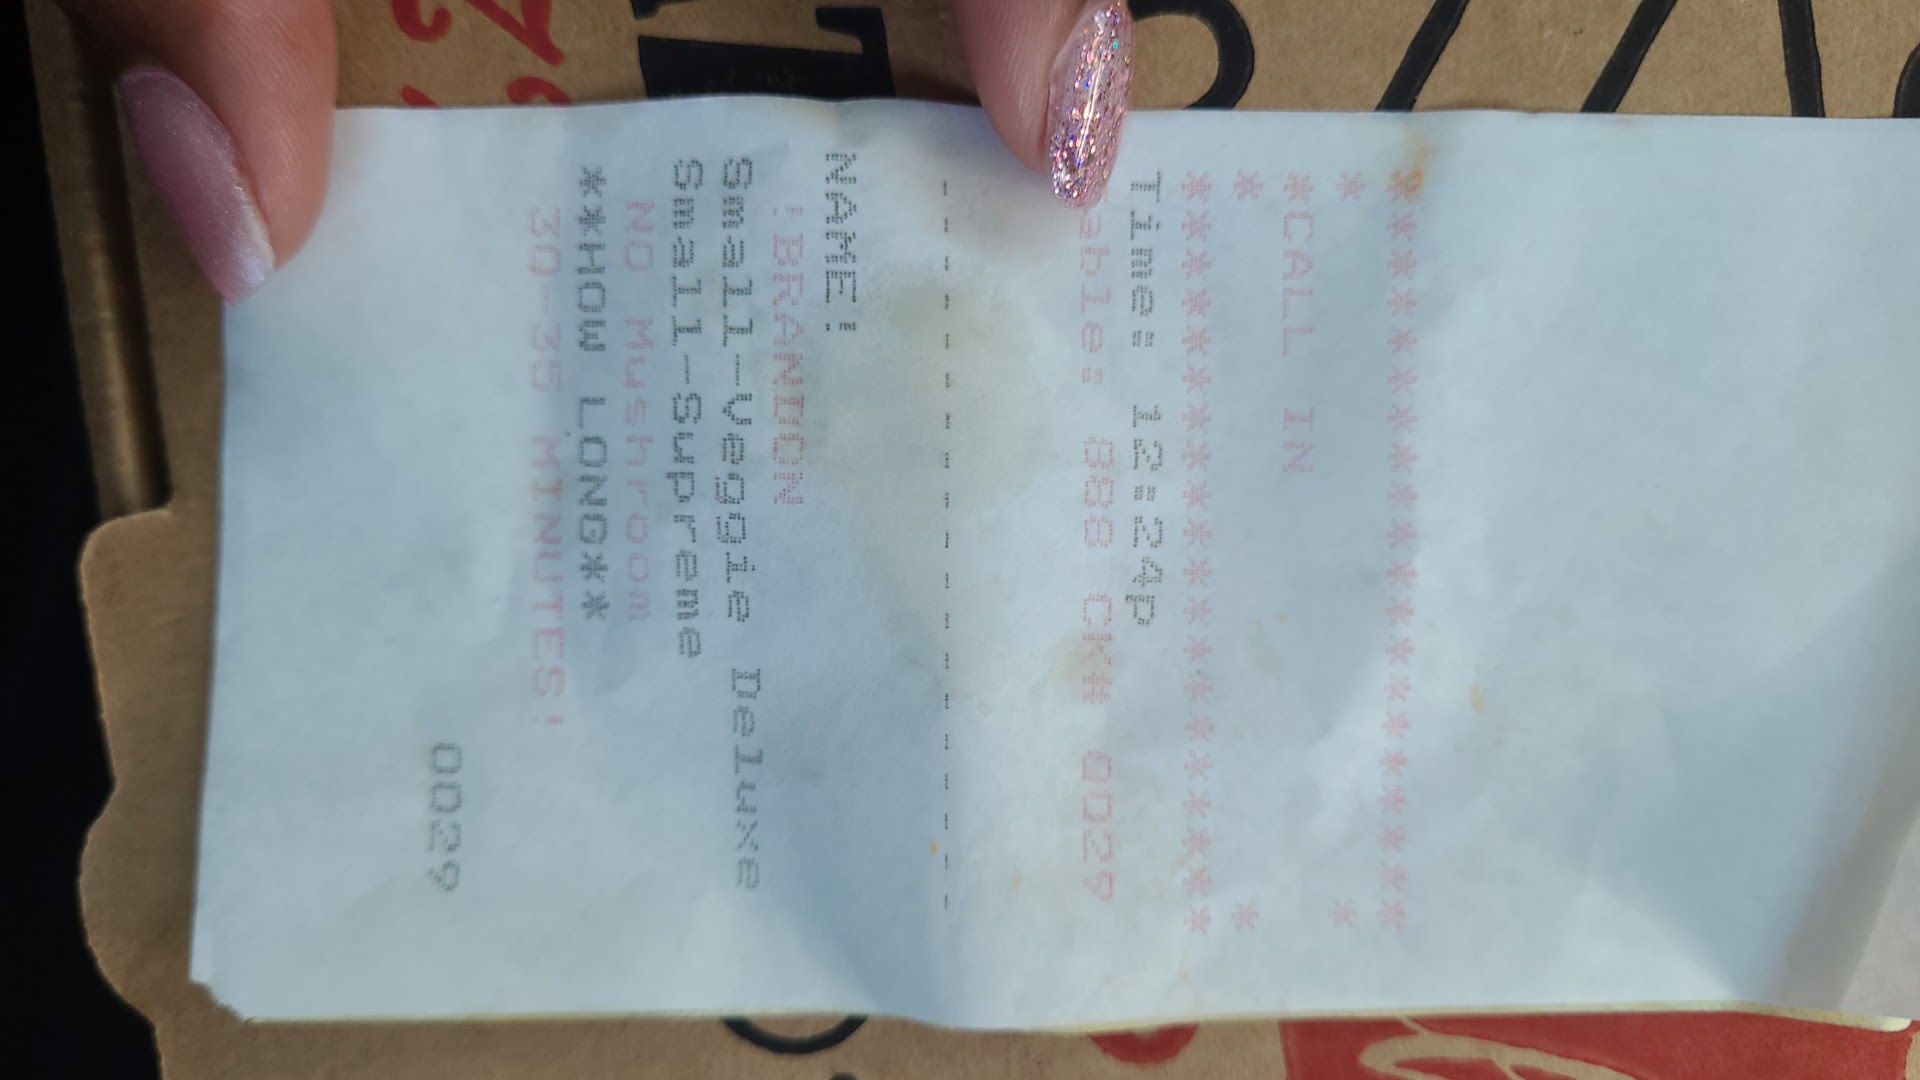 *********************
* *
*CALL IN
* *
*********************
Time: 12:24p
able: 888 CK# 0029
--------------------
NAME!
!BRANDON
Small-Veggie Deluxe
Small-Supreme
NO Mushroom
**HOW LONG**
30-35 MINUTES!
0029